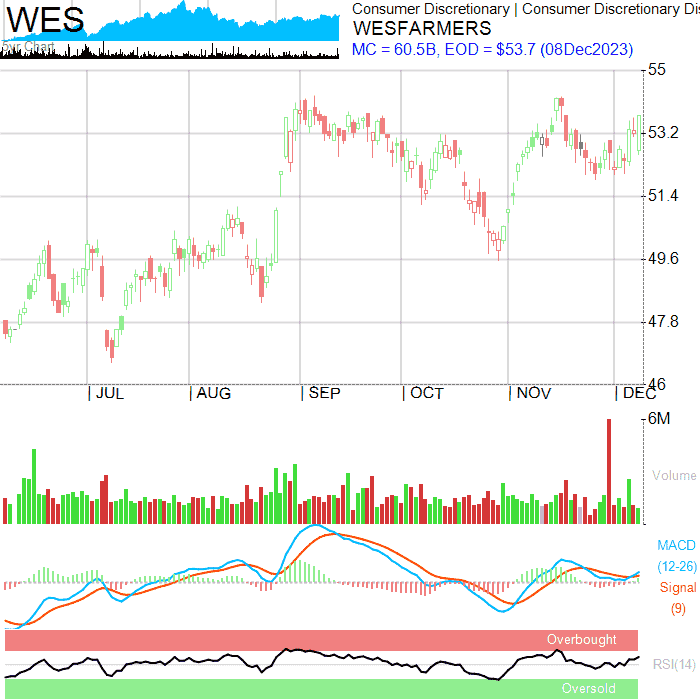 WES
5yr Chart
Consumer Discretionary | Consumer Discretionary Dis
WESFARMERS
MC = 60.5B, EOD = $53.7 (08Dec2023)
55
53.2
51.4
49.6
47.8
46
| JUL | AUG | SEP | OCT | NOV | DEC
6M
Volume
MACD
(12-26)
Signal
(9)
Overbought
RSI(14)
Oversold